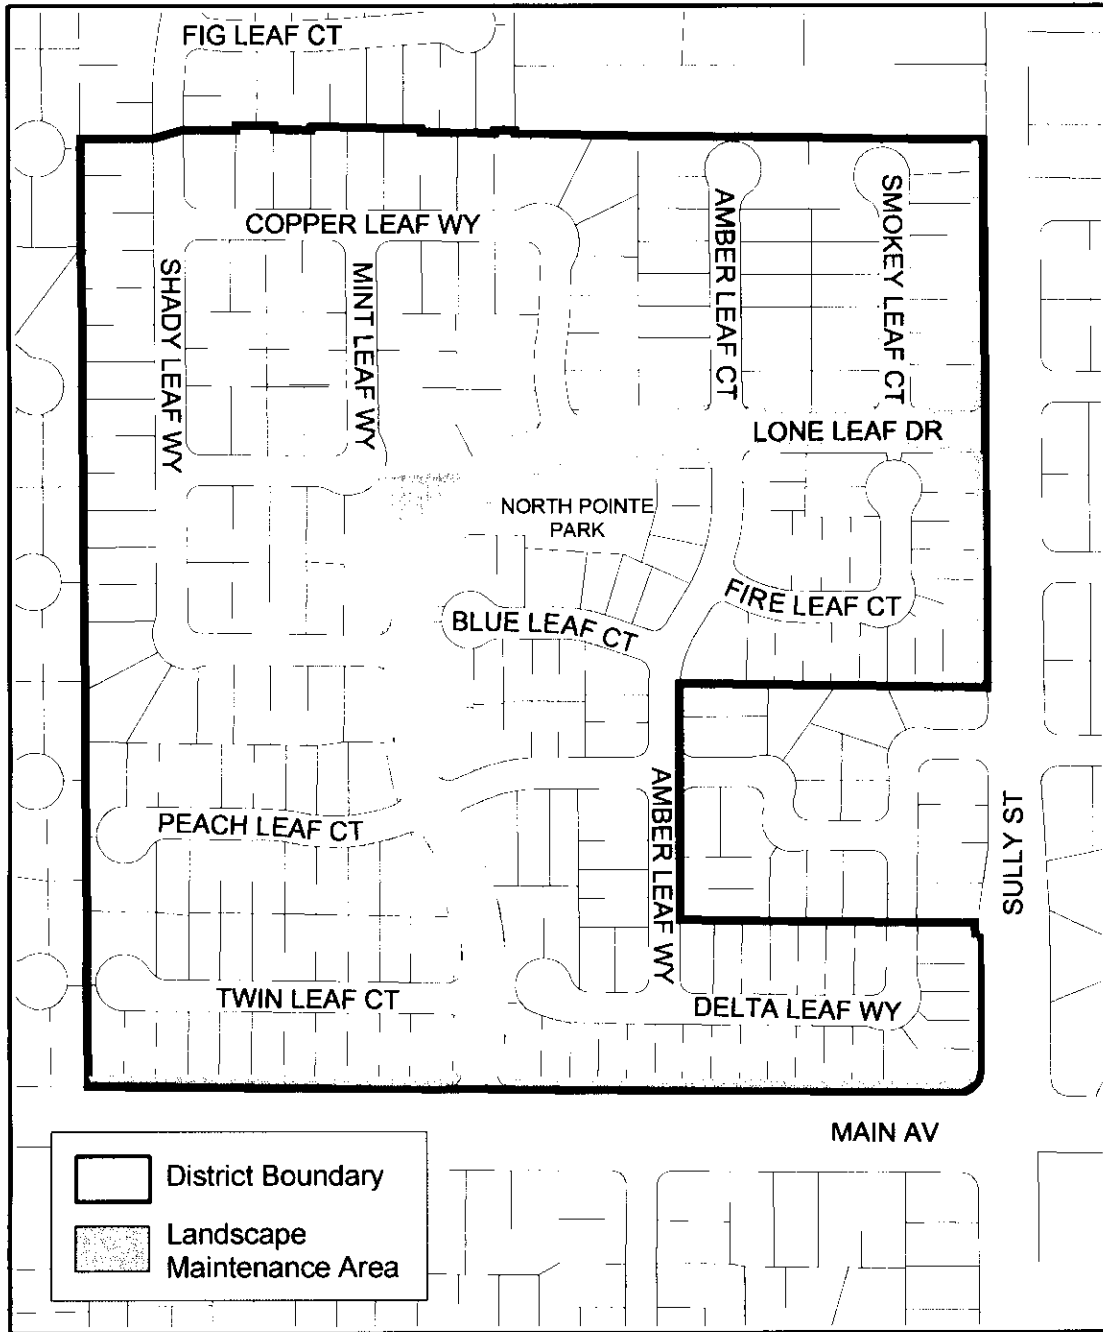 FIG LEAF CT
COPPER LEAF WY
SHADY LEAF WY
MINT LEAF WY
AMBER LEAF CT
SMOKEY LEAF CT
LONE LEAF DR
NORTH POINTE
PARK
FIRE LEAF CT
BLUE LEAF CT
AMBER LEAF WY
PEACH LEAF CT
SULLY ST
TWIN LEAF CT
DELTA LEAF WY
MAIN AV
District Boundary
Landscape
Maintenance Area